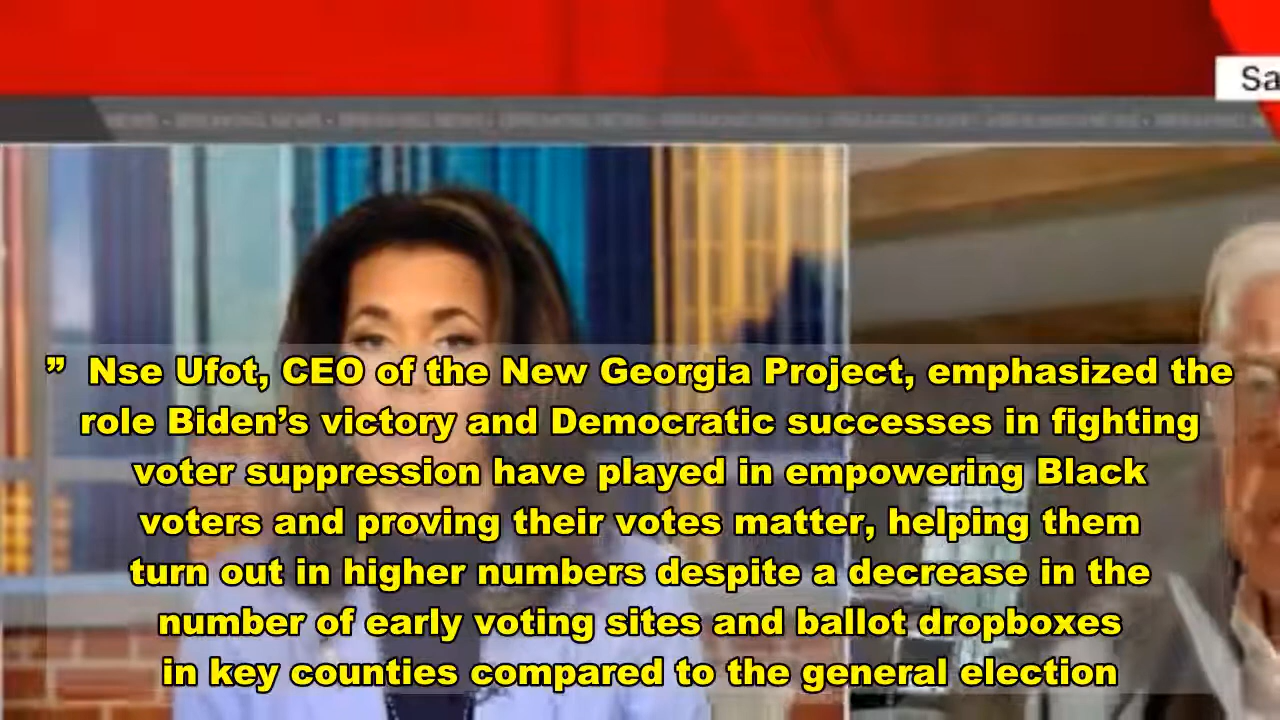 Sa
” Nse Ufot, CEO of the New Georgia Project, emphasized the
role Biden’s victory and Democratic successes in fighting
voter suppression have played in empowering Black
voters and proving their votes matter, helping them
turn out in higher numbers despite a decrease in the
number of early voting sites and ballot dropboxes
in key counties compared to the general election